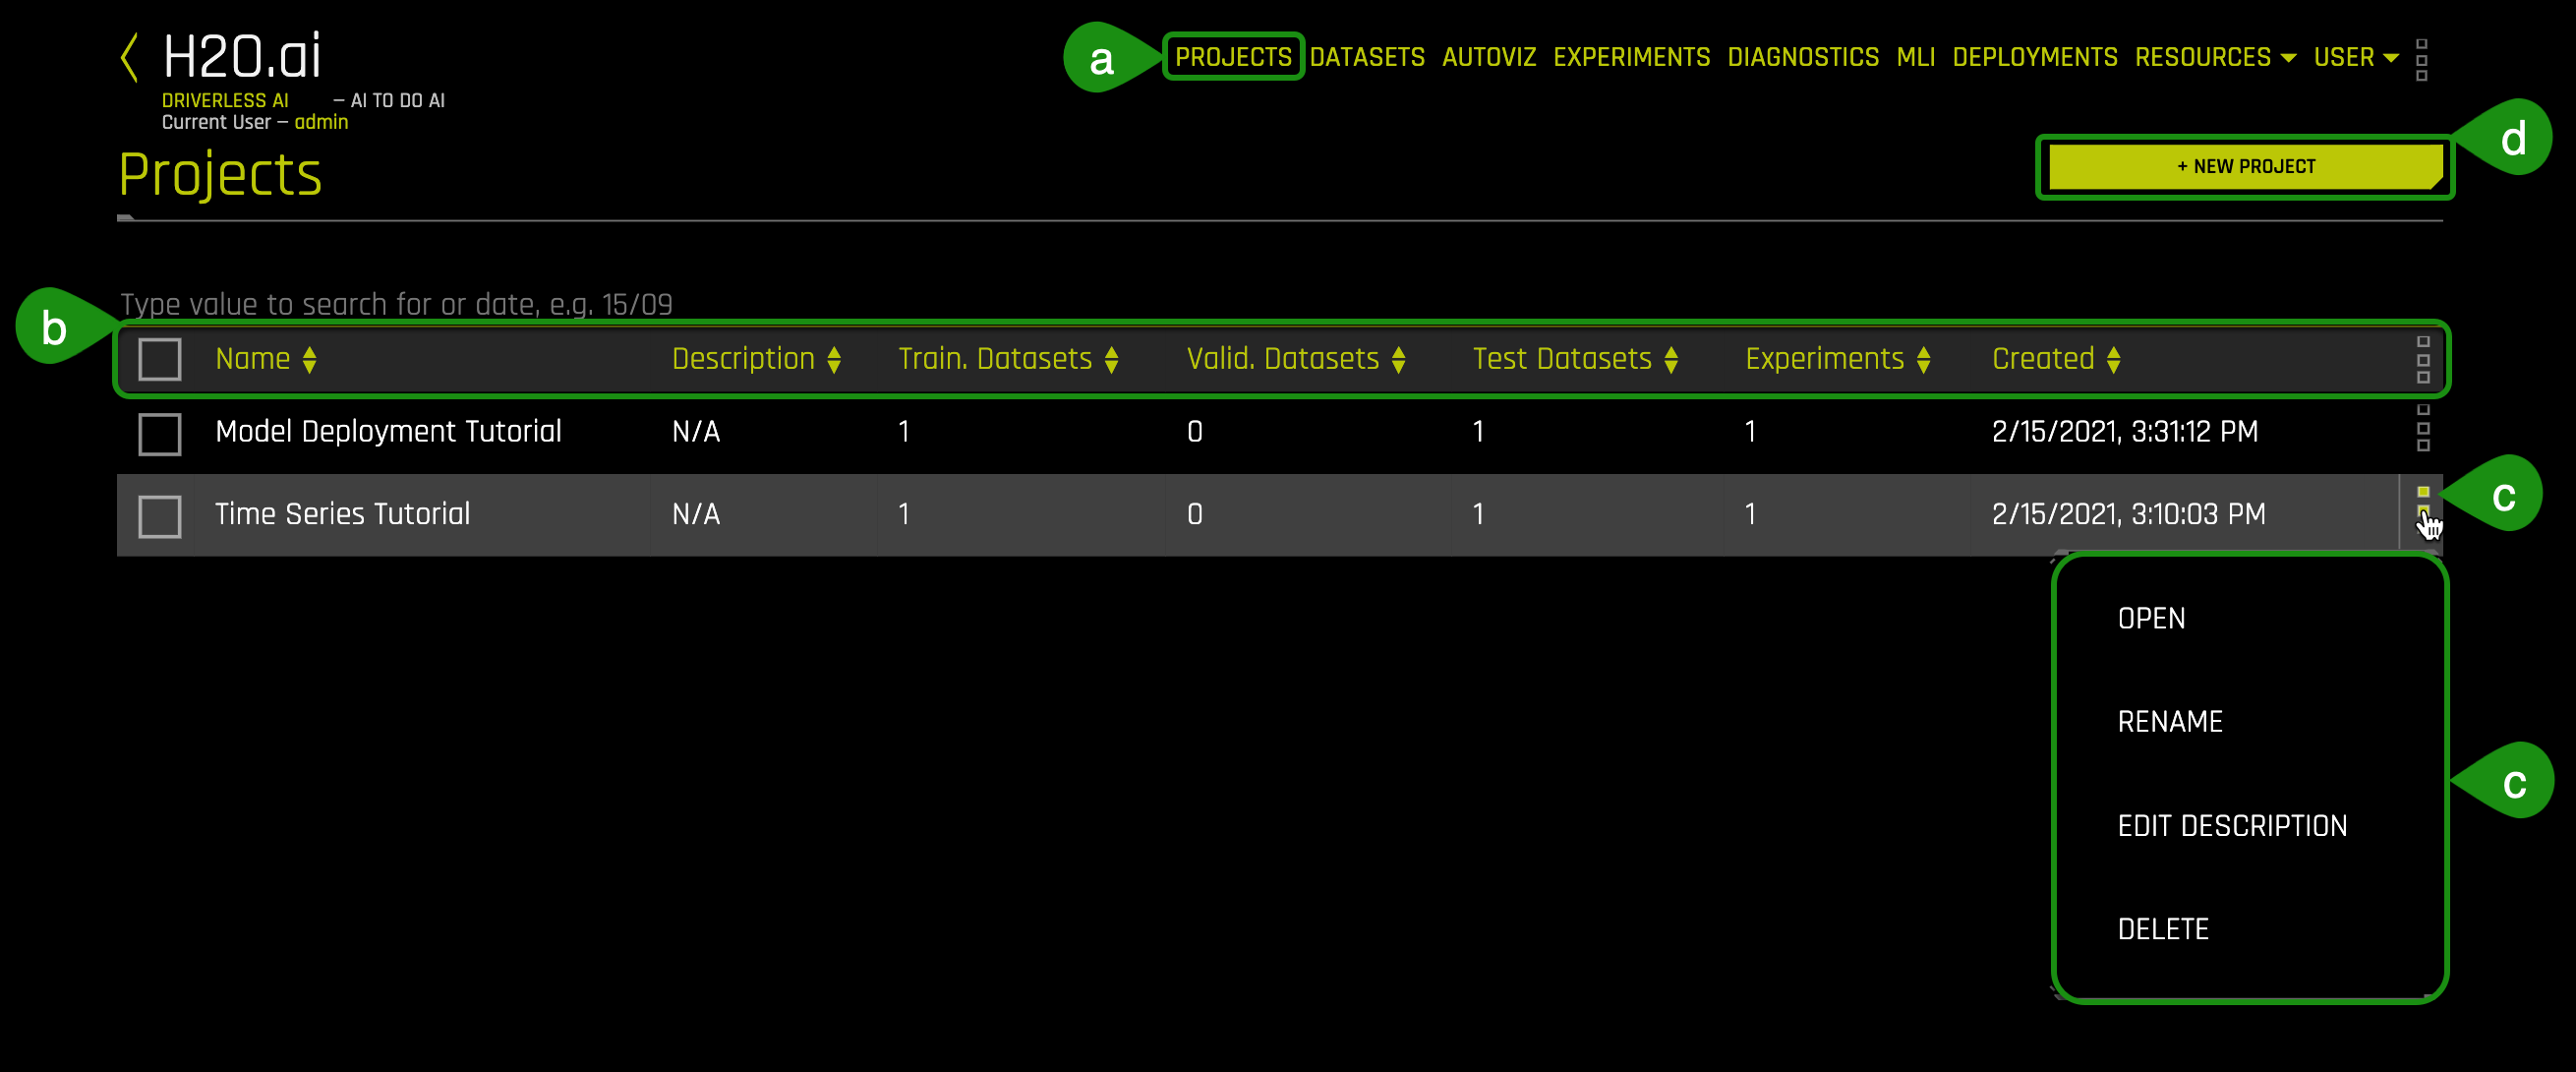 H2O.ai
a
PROJECTS DATASETS AUTOVIZ EXPERIMENTS DIAGNOSTICS MLI DEPLOYMENTS RESOURCES USER
DRIVERLESS AI — AI TO DO AI
Current User — admin
Projects
+ NEW PROJECT
d
Type value to search for or date, e.g. 15/09
b
Name Description Train. Datasets Valid. Datasets Test Datasets Experiments Created
Model Deployment Tutorial N/A 1 0 1 1 2/15/2021, 3:31:12 PM
Time Series Tutorial N/A 1 0 1 1 2/15/2021, 3:10:03 PM
c
OPEN
RENAME
EDIT DESCRIPTION
c
DELETE